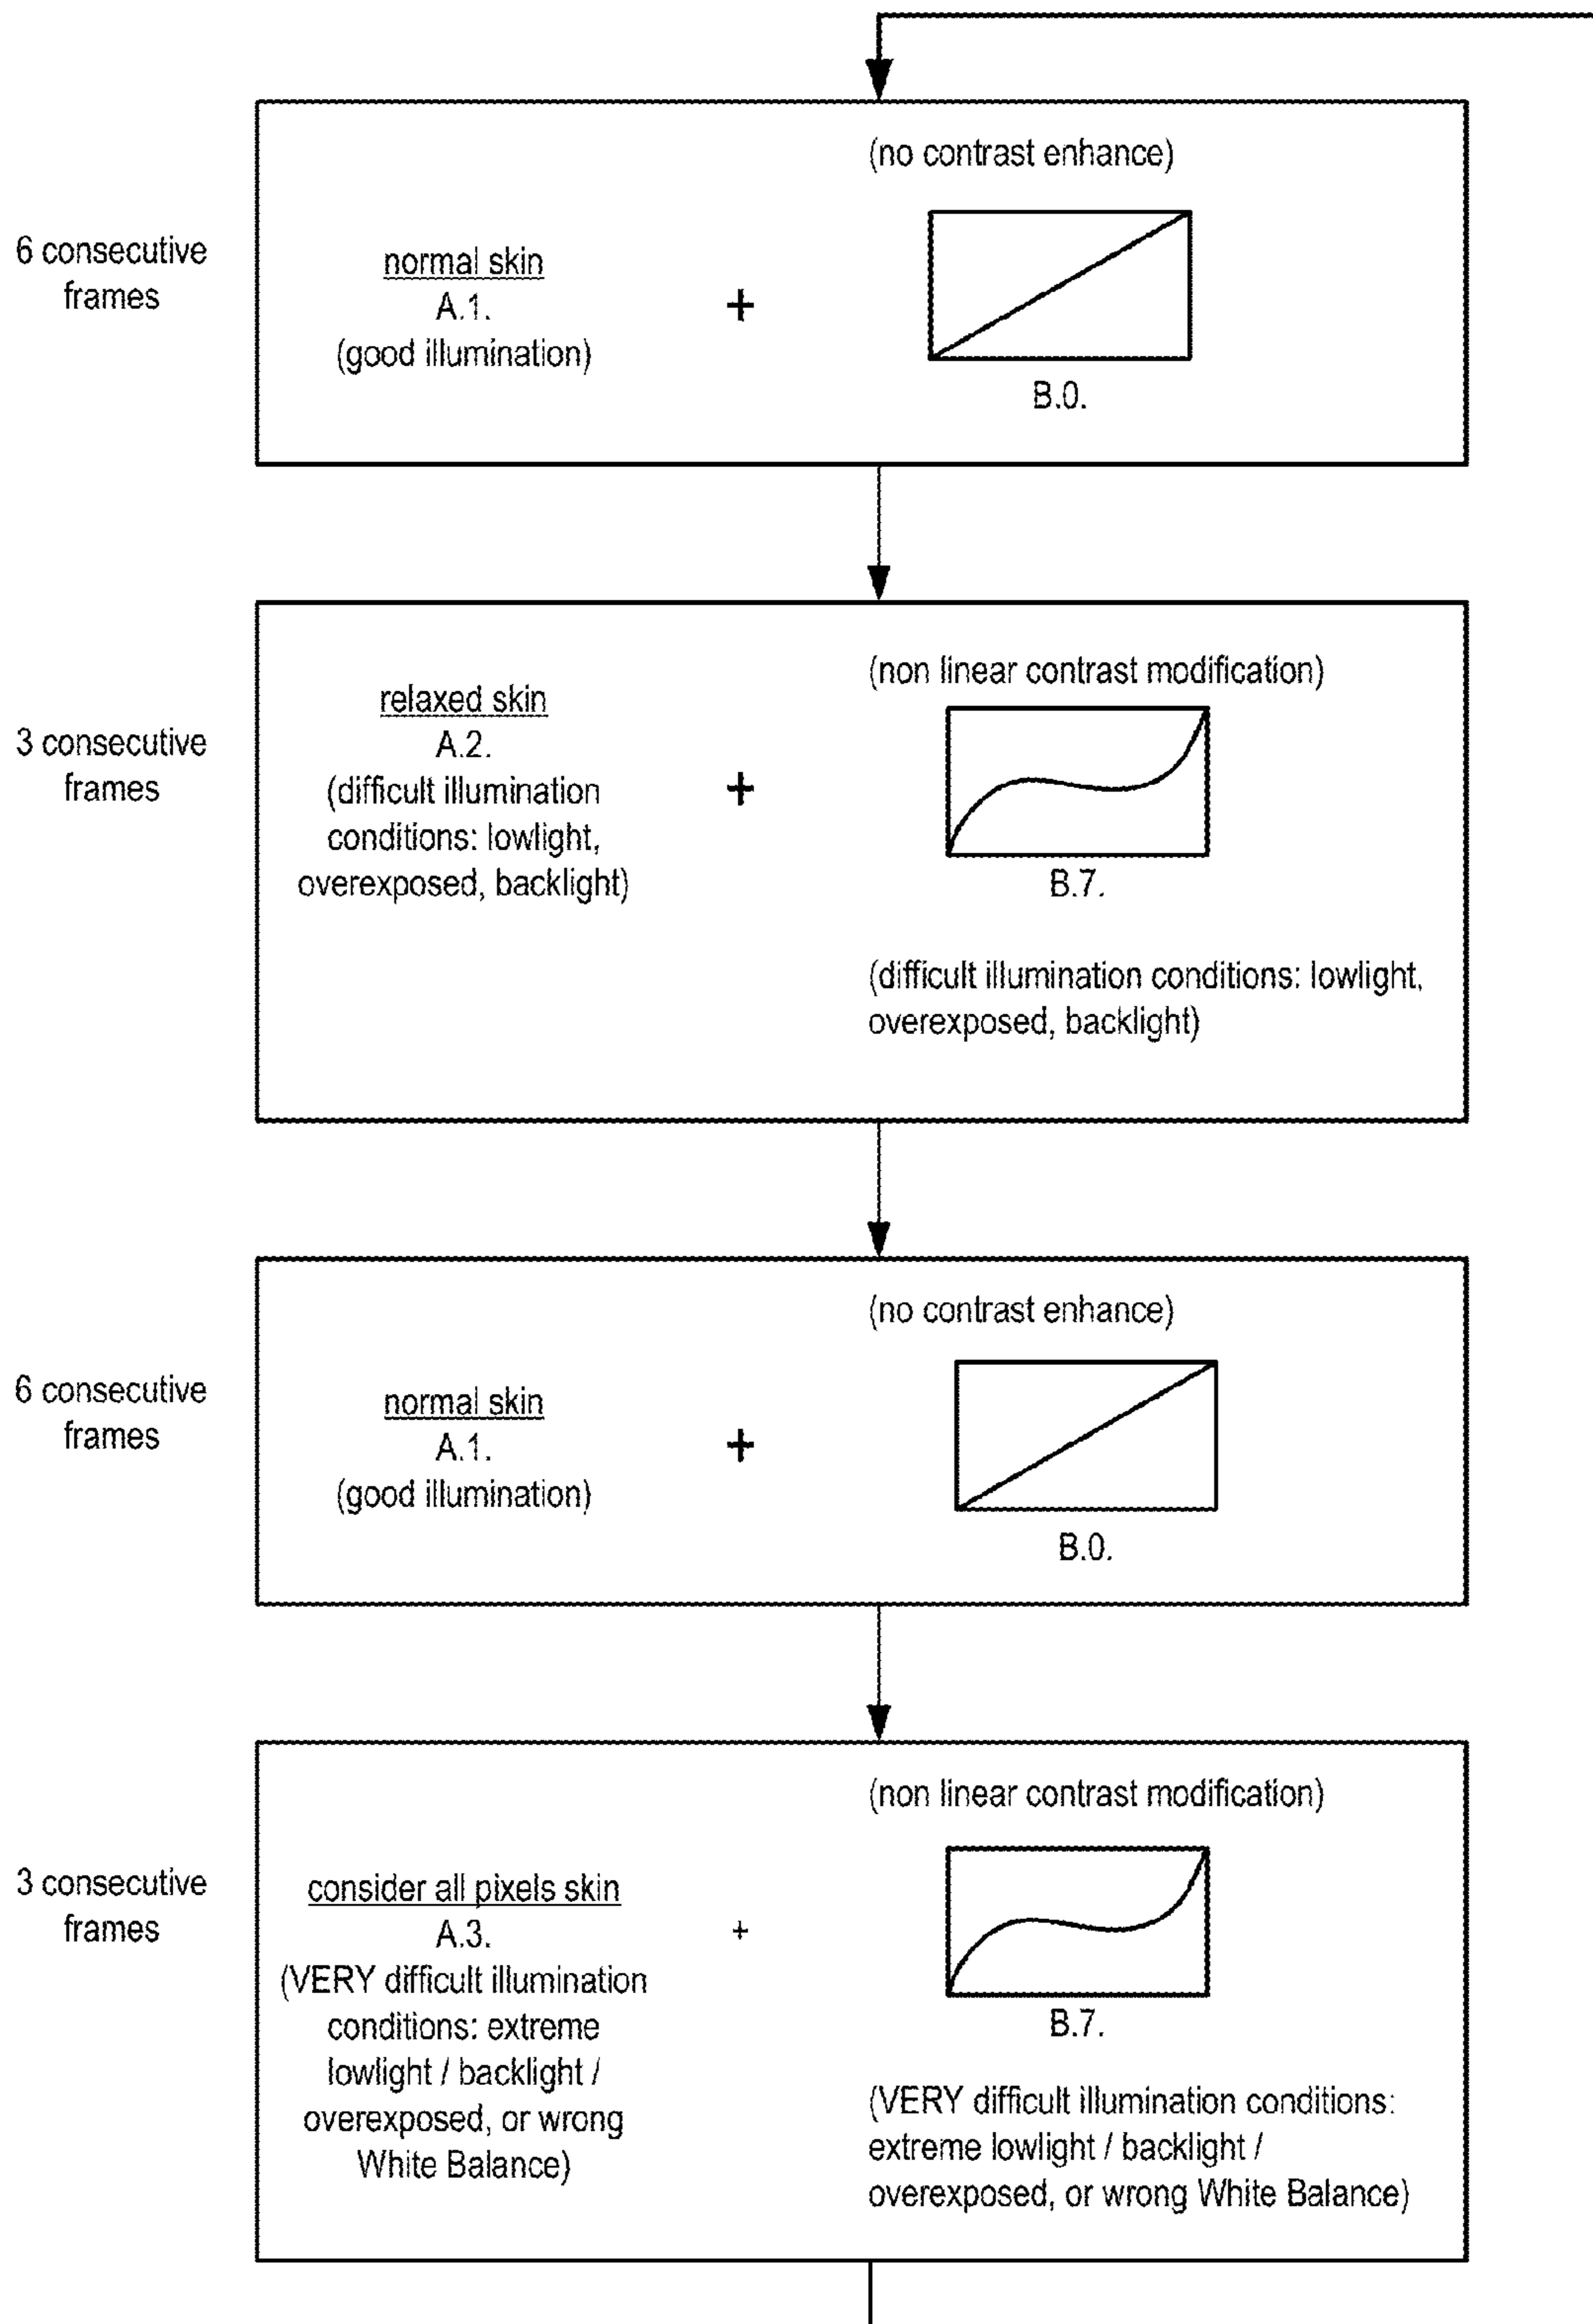 6 consecutive
frames
normal skin
A.1.
(good illumination)
+
(no contrast enhance)
B.0.
3 consecutive
frames
relaxed skin
A.2.
(difficult illumination
conditions: lowlight,
overexposed, backlight)
+
(non linear contrast modification)
B.7.
(difficult illumination conditions: lowlight,
overexposed, backlight)
6 consecutive
frames
normal skin
A.1.
(good illumination)
+
(no contrast enhance)
B.0.
3 consecutive
frames
consider all pixels skin
A.3.
(VERY difficult illumination
conditions: extreme
lowlight / backlight /
overexposed, or wrong
White Balance)
+
(non linear contrast modification)
B.7.
(VERY difficult illumination conditions:
extreme lowlight / backlight /
overexposed, or wrong White Balance)